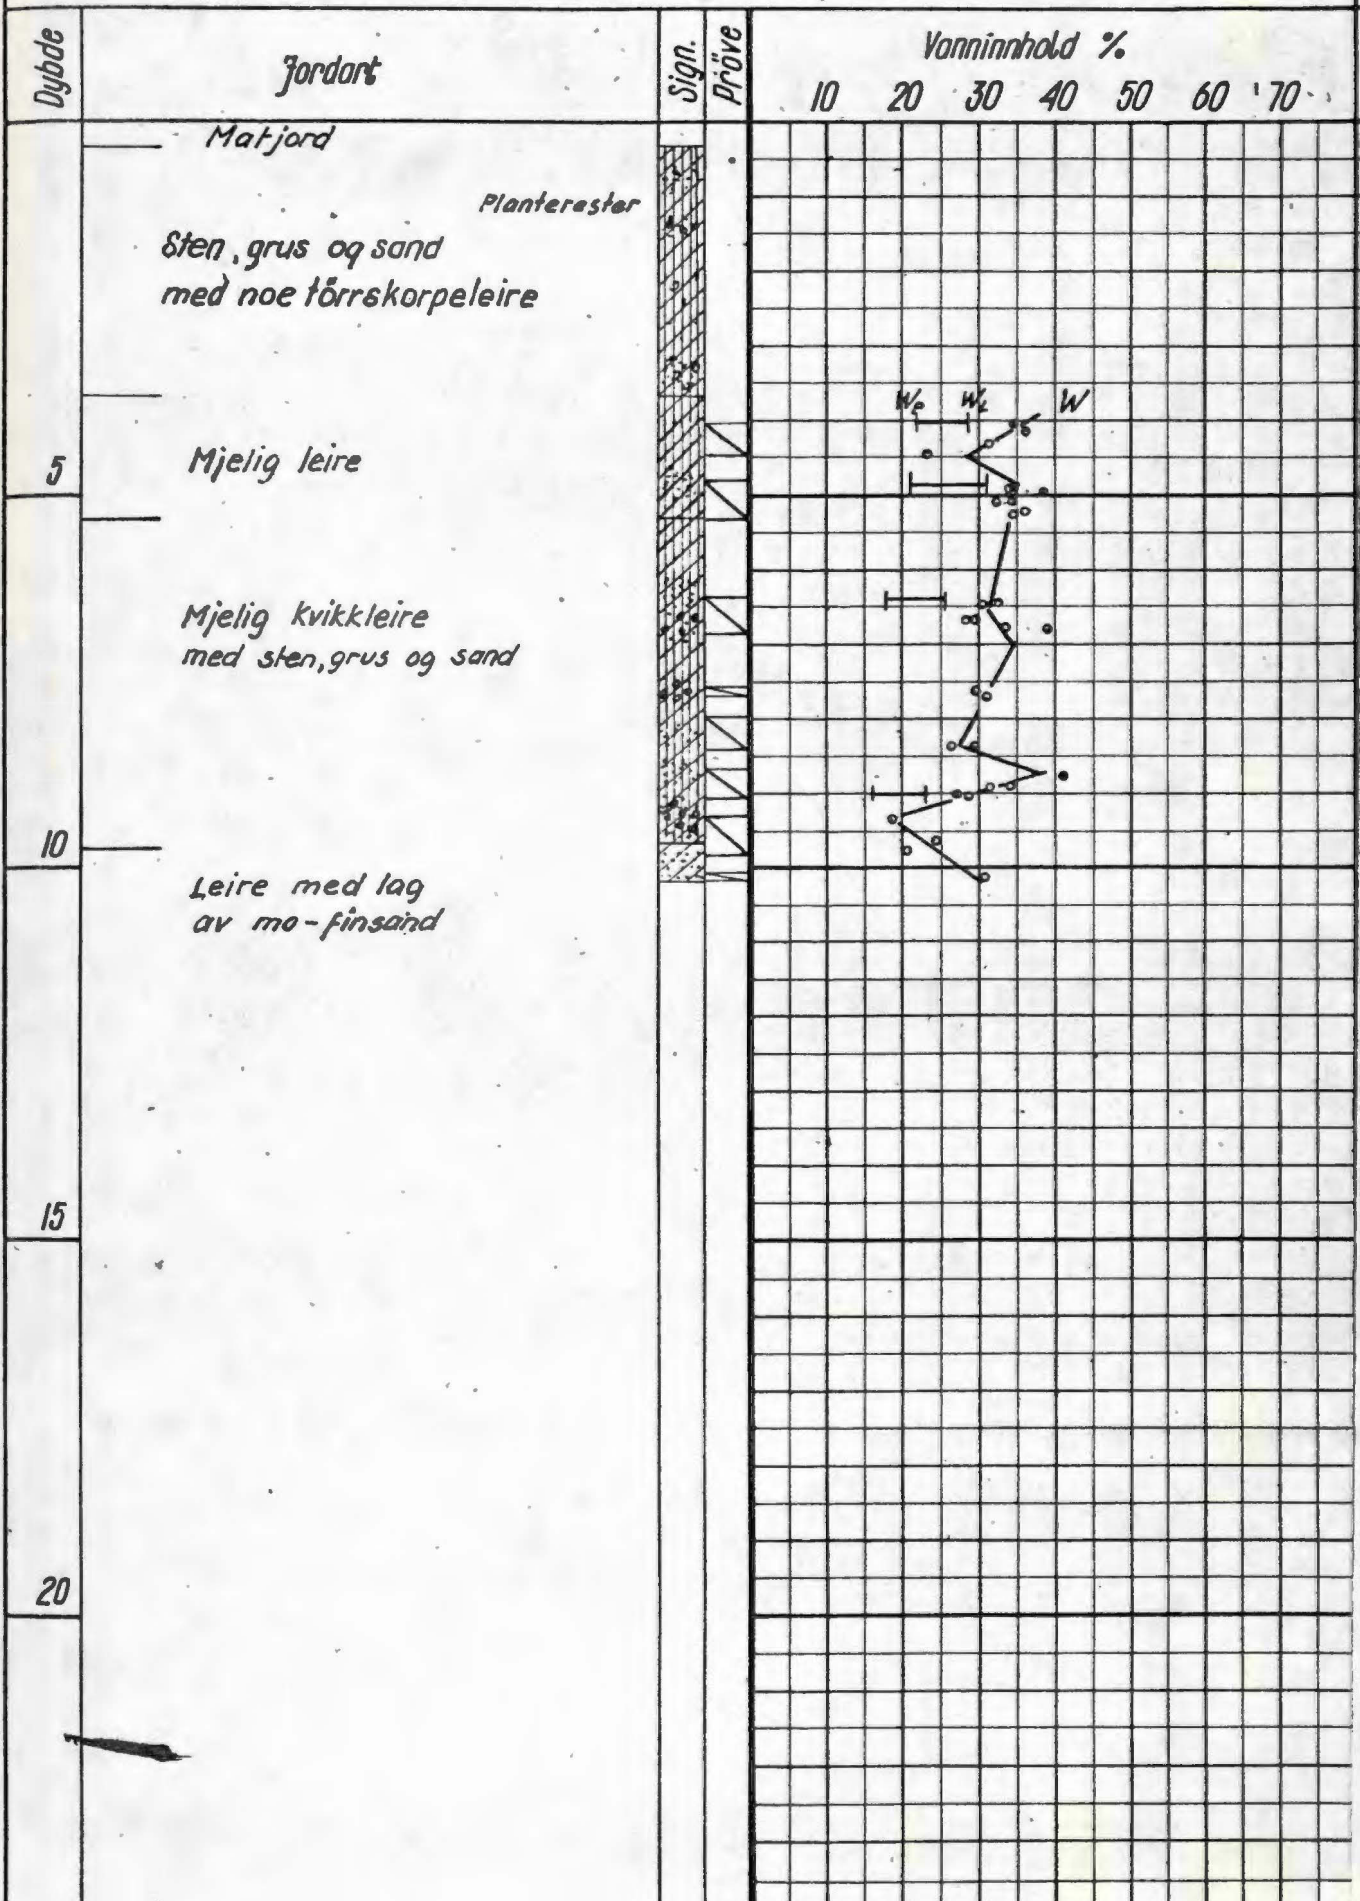 Dybde
Jordart
Sign.
Pröve
Vanninnhold %
10 20 30 40 50 60 70
Matjord
Planterester
Sten, grus og sand
med noe törrskorpeleire
Wp WL W
5
Mjelig leire
Mjelig kvikkleire
med sten, grus og sand
10
Leire med lag
av mo-finsand
15
20